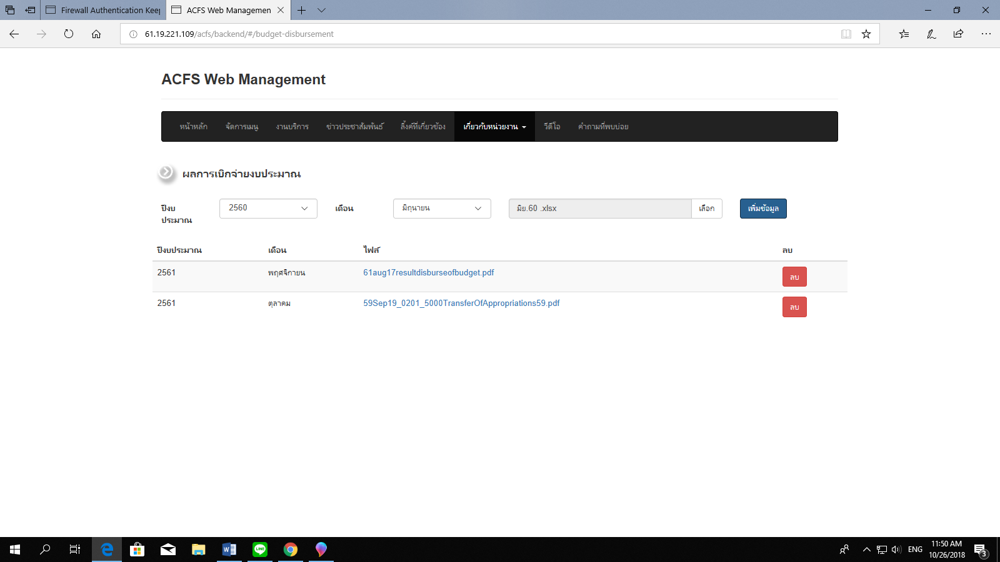 Firewall Authentication Keep
ACFS Web Managemen
61.19.221.109/acfs/backend/#/budget-disbursement
ACFS Web Management
หน้าหลัก จัดการเมนู งานบริการ ข่าวประชาสัมพันธ์ ลิ้งค์ที่เกี่ยวข้อง เกี่ยวกับหน่วยงาน วีดีโอ คำถามที่พบบ่อย
ผลการเบิกจ่ายงบประมาณ
ปีงบ
ประมาณ
2560
เดือน
มิถุนายน
มิย.60 .xlsx
เลือก
เพิ่มข้อมูล
ปีงบประมาณ เดือน ไฟล์ ลบ
2561 พฤศจิกายน 61aug17resultdisburseofbudget.pdf ลบ
2561 ตุลาคม 59Sep19_0201_5000TransferOfAppropriations59.pdf ลบ
LINE
ENG
11:50 AM
10/26/2018
3